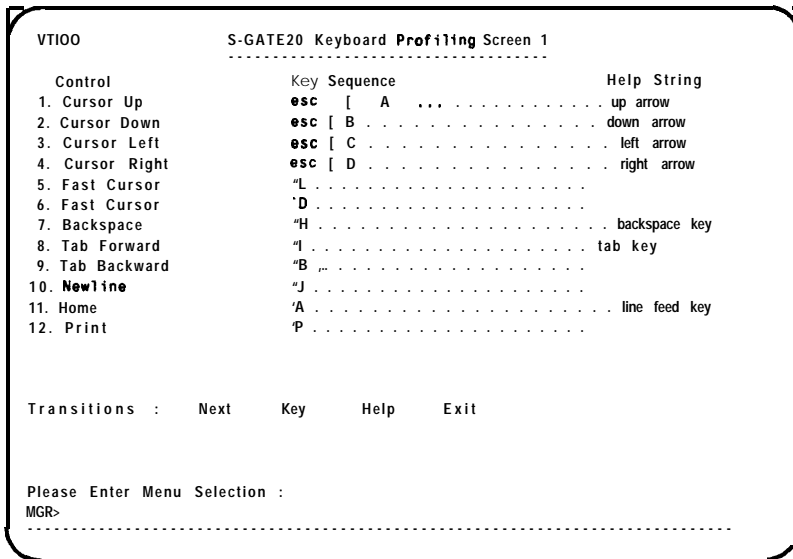 VTIOO S-GATE20 Keyboard Profiling Screen 1
-----------------------------------
Control Key Sequence Help String
1. Cursor Up esc [ A ... . . . . . . . . . . . . up arrow
2. Cursor Down esc [ B . . . . . . . . . . . . . . . . down arrow
3. Cursor Left esc [ C . . . . . . . . . . . . . . . . . left arrow
4. Cursor Right esc [ D . . . . . . . . . . . . . . . . . right arrow
5. Fast Cursor “L . . . . . . . . . . . . . . . . . . . . .
6. Fast Cursor `D . . . . . . . . . . . . . . . . . . . . .
7. Backspace “H . . . . . . . . . . . . . . . . . . . . . . . backspace key
8. Tab Forward “I . . . . . . . . . . . . . . . . . . . . . tab key
9. Tab Backward “B ,.. . . . . . . . . . . . . . . . . . . .
10. Newline “J . . . . . . . . . . . . . . . . . . . . .
11. Home ‘A . . . . . . . . . . . . . . . . . . . . . . . line feed key
12. Print ‘P . . . . . . . . . . . . . . . . . . . . .
Transitions : Next Key Help Exit
Please Enter Menu Selection :
MGR>
--------------------------------------------------------------------------------